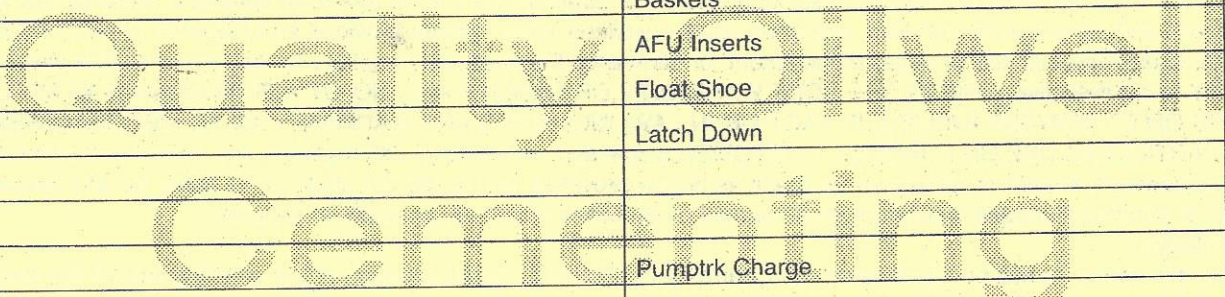 Baskets
Quality Oilwell
AFU Inserts
Float Shoe
Latch Down
Cementing
Pumptrk Charge